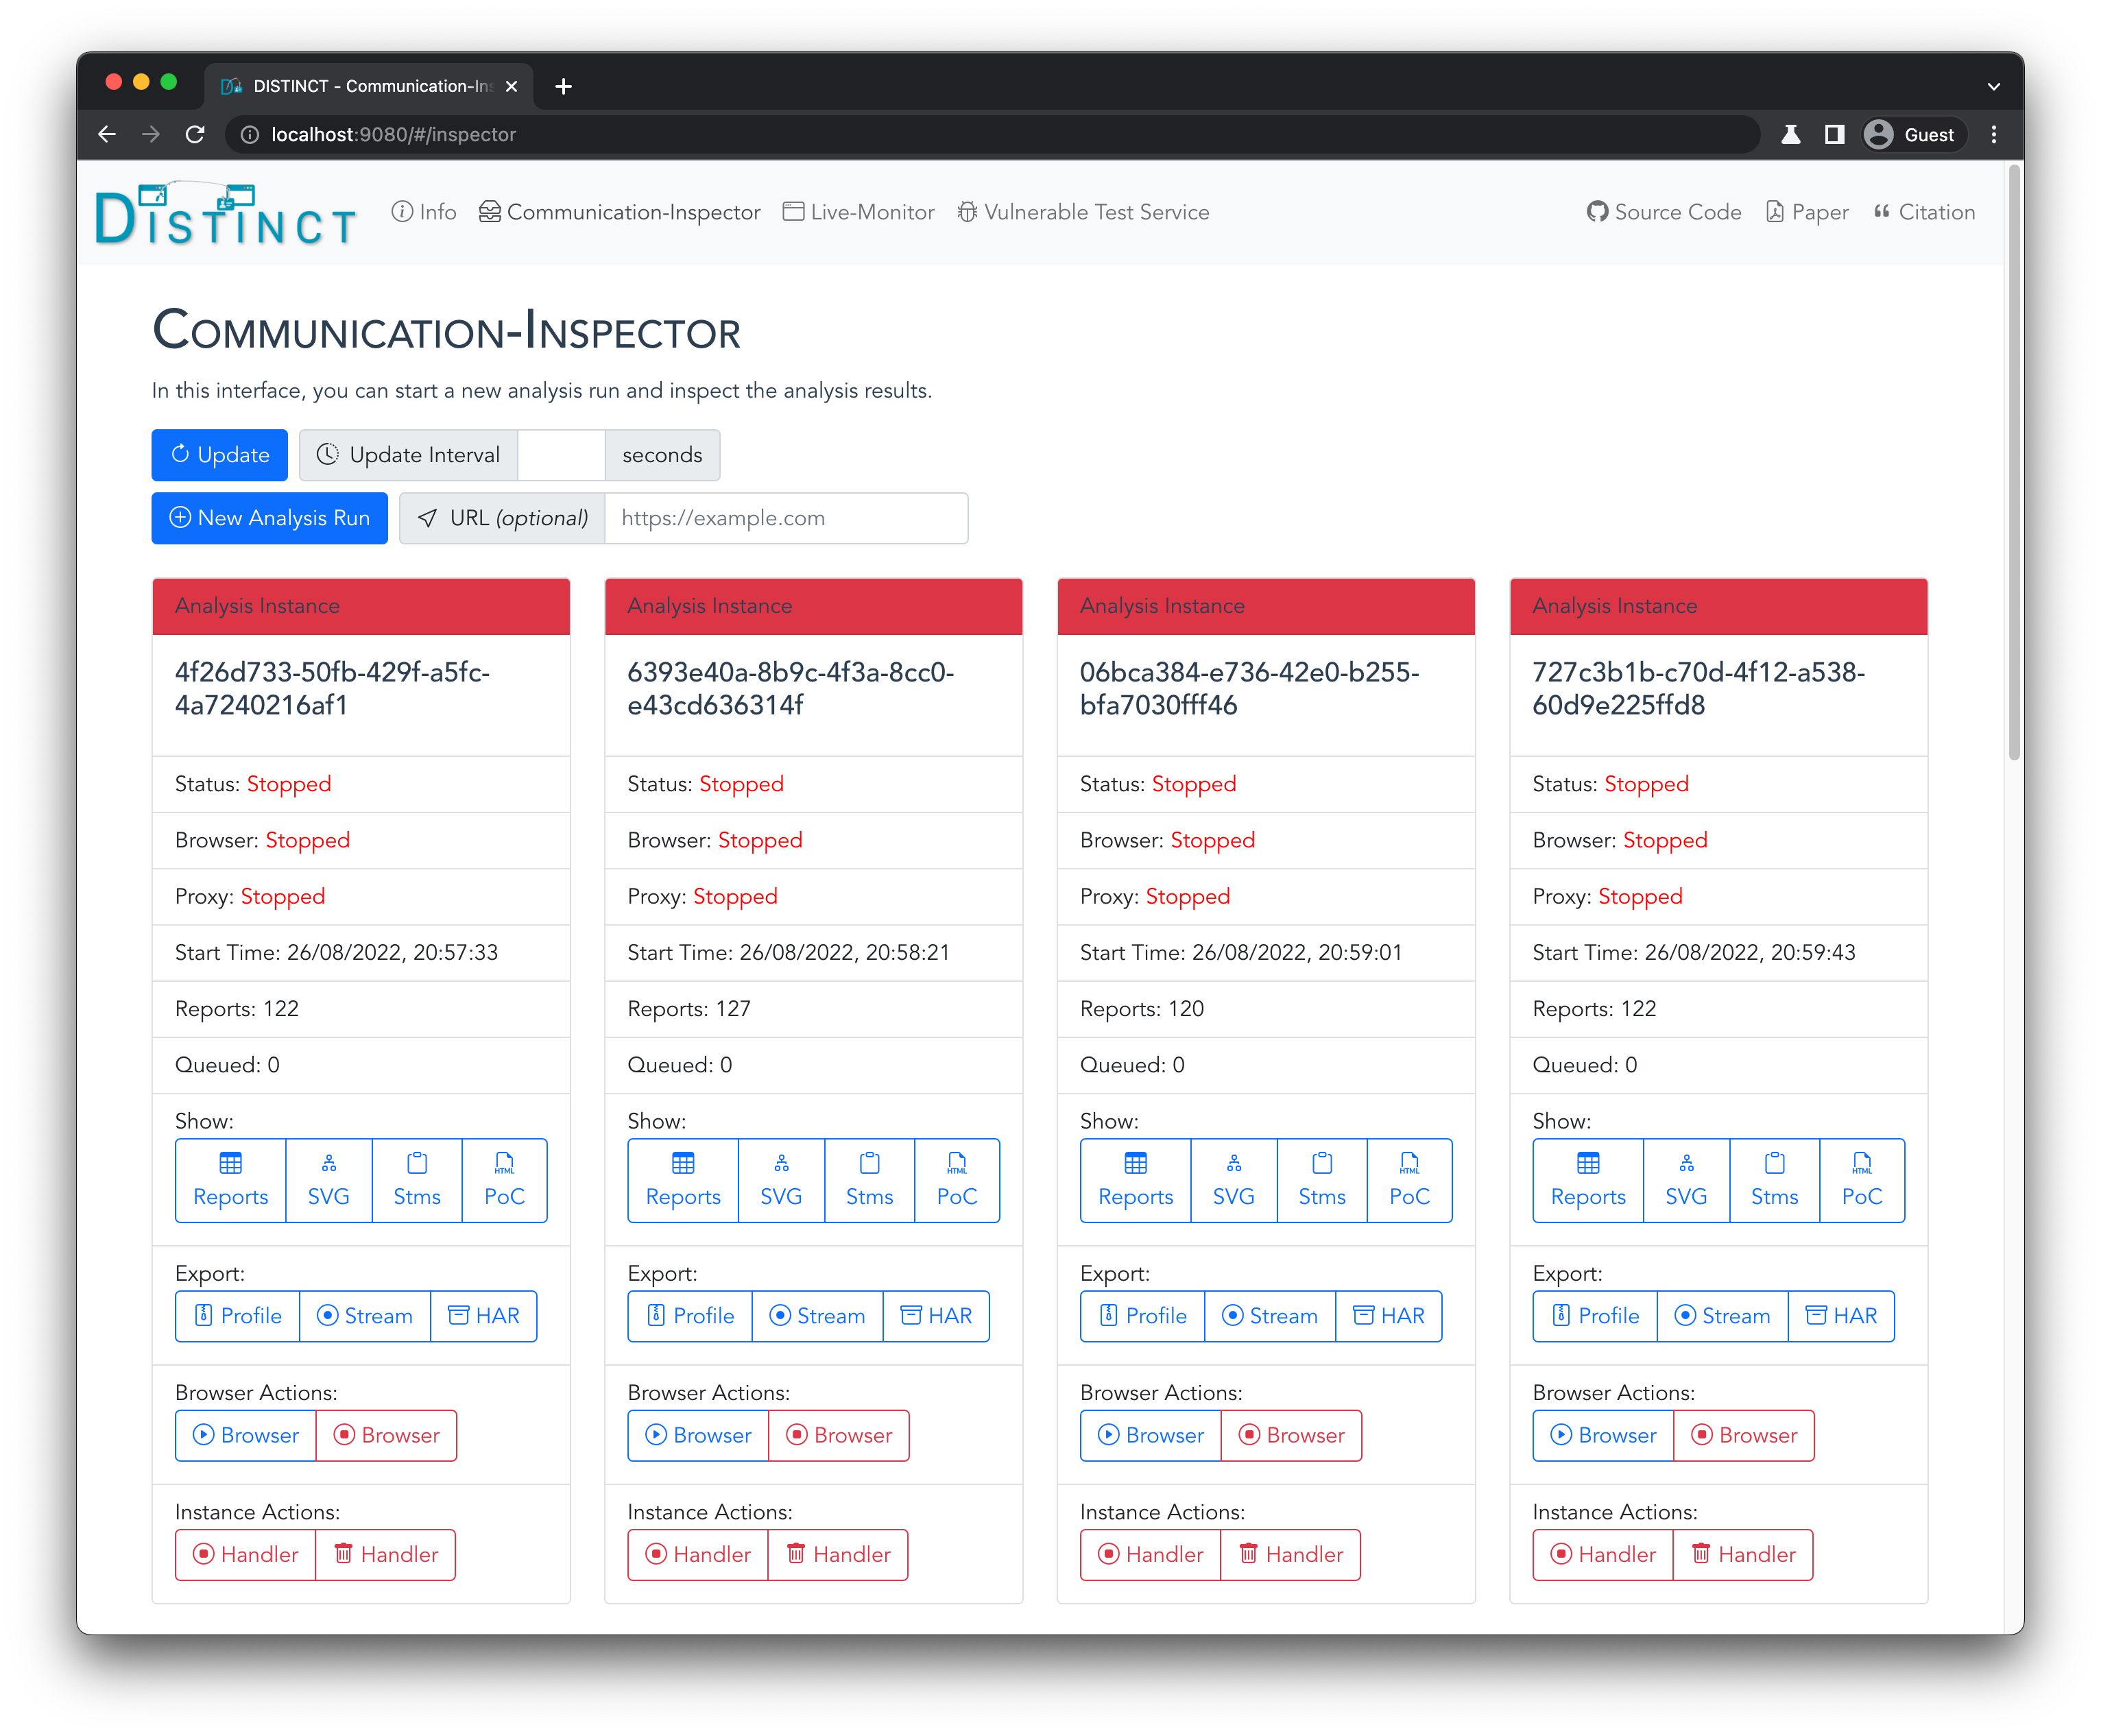 DISTINCT - Communication-Ins
localhost:9080/#/inspector
Guest
DISTINCT
Info
Communication-Inspector
Live-Monitor
Vulnerable Test Service
Source Code
Paper
Citation
Communication-Inspector
In this interface, you can start a new analysis run and inspect the analysis results.
Update
Update Interval
seconds
New Analysis Run
URL (optional)
https://example.com
Analysis Instance
4f26d733-50fb-429f-a5fc-
4a7240216af1
Status: Stopped
Browser: Stopped
Proxy: Stopped
Start Time: 26/08/2022, 20:57:33
Reports: 122
Queued: 0
Show:
Reports
SVG
Stms
HTML
PoC
Export:
Profile
Stream
HAR
Browser Actions:
Browser
Browser
Instance Actions:
Handler
Handler
Analysis Instance
6393e40a-8b9c-4f3a-8cc0-
e43cd636314f
Status: Stopped
Browser: Stopped
Proxy: Stopped
Start Time: 26/08/2022, 20:58:21
Reports: 127
Queued: 0
Show:
Reports
SVG
Stms
HTML
PoC
Export:
Profile
Stream
HAR
Browser Actions:
Browser
Browser
Instance Actions:
Handler
Handler
Analysis Instance
06bca384-e736-42e0-b255-
bfa7030fff46
Status: Stopped
Browser: Stopped
Proxy: Stopped
Start Time: 26/08/2022, 20:59:01
Reports: 120
Queued: 0
Show:
Reports
SVG
Stms
HTML
PoC
Export:
Profile
Stream
HAR
Browser Actions:
Browser
Browser
Instance Actions:
Handler
Handler
Analysis Instance
727c3b1b-c70d-4f12-a538-
60d9e225ffd8
Status: Stopped
Browser: Stopped
Proxy: Stopped
Start Time: 26/08/2022, 20:59:43
Reports: 122
Queued: 0
Show:
Reports
SVG
Stms
HTML
PoC
Export:
Profile
Stream
HAR
Browser Actions:
Browser
Browser
Instance Actions:
Handler
Handler